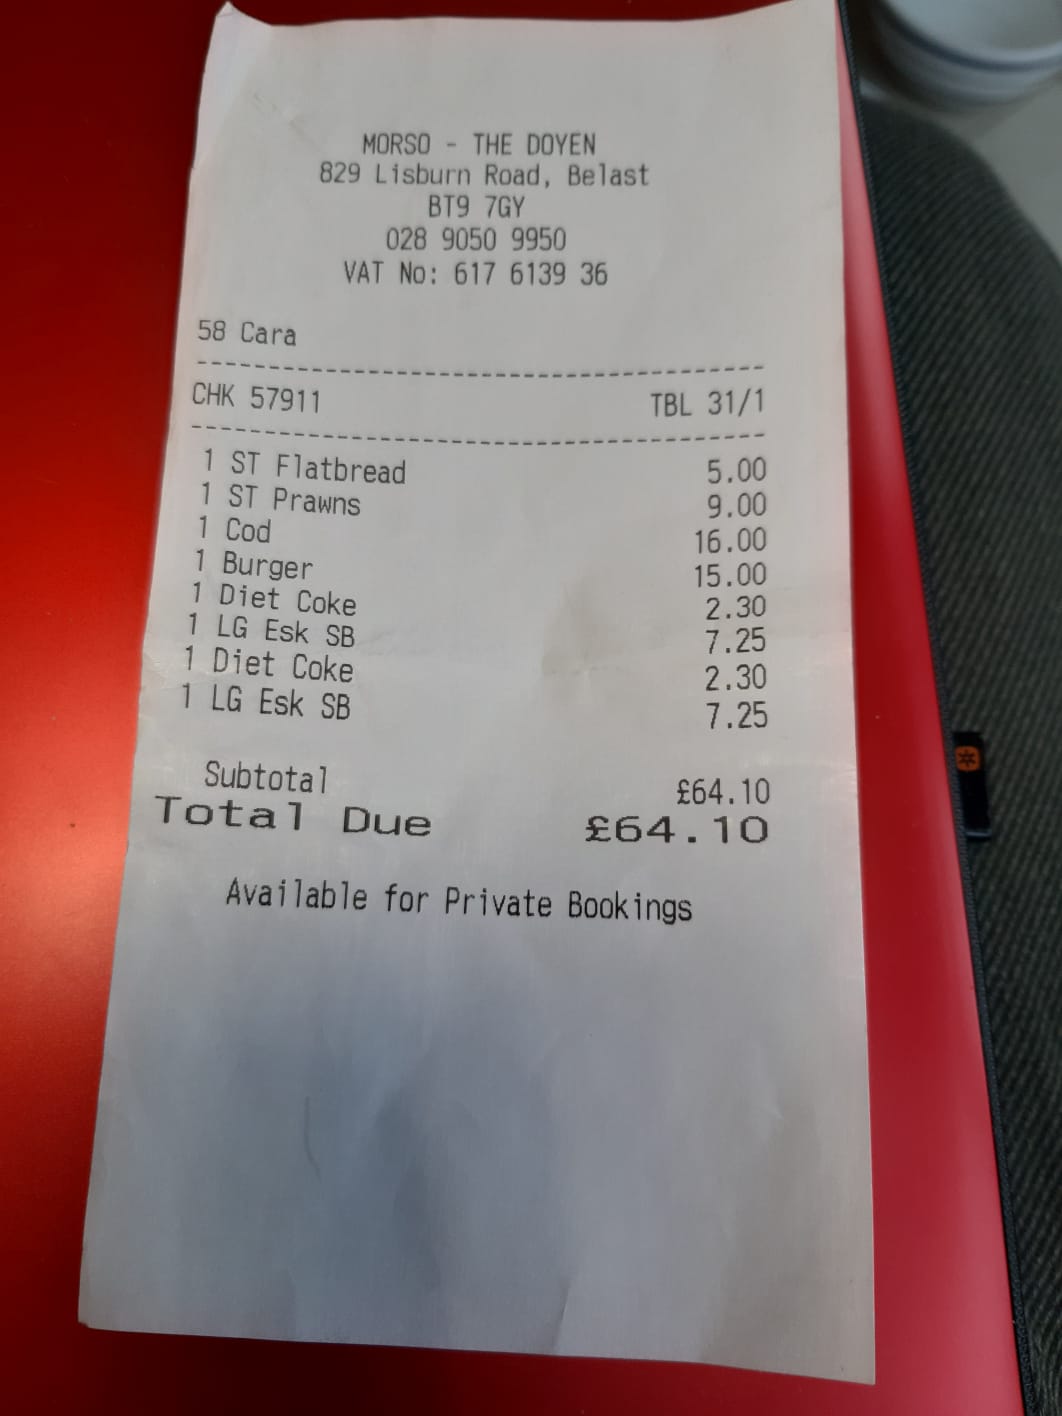 MORSO - THE DOYEN
829 Lisburn Road, Belast
BT9 7GY
028 9050 9950
VAT No: 617 6139 36
58 Cara
----------------------------------------
CHK 57911 TBL 31/1
----------------------------------------
1 ST Flatbread 5.00
1 ST Prawns 9.00
1 Cod 16.00
1 Burger 15.00
1 Diet Coke 2.30
1 LG Esk SB 7.25
1 Diet Coke 2.30
1 LG Esk SB 7.25
Subtotal £64.10
Total Due £64.10
Available for Private Bookings